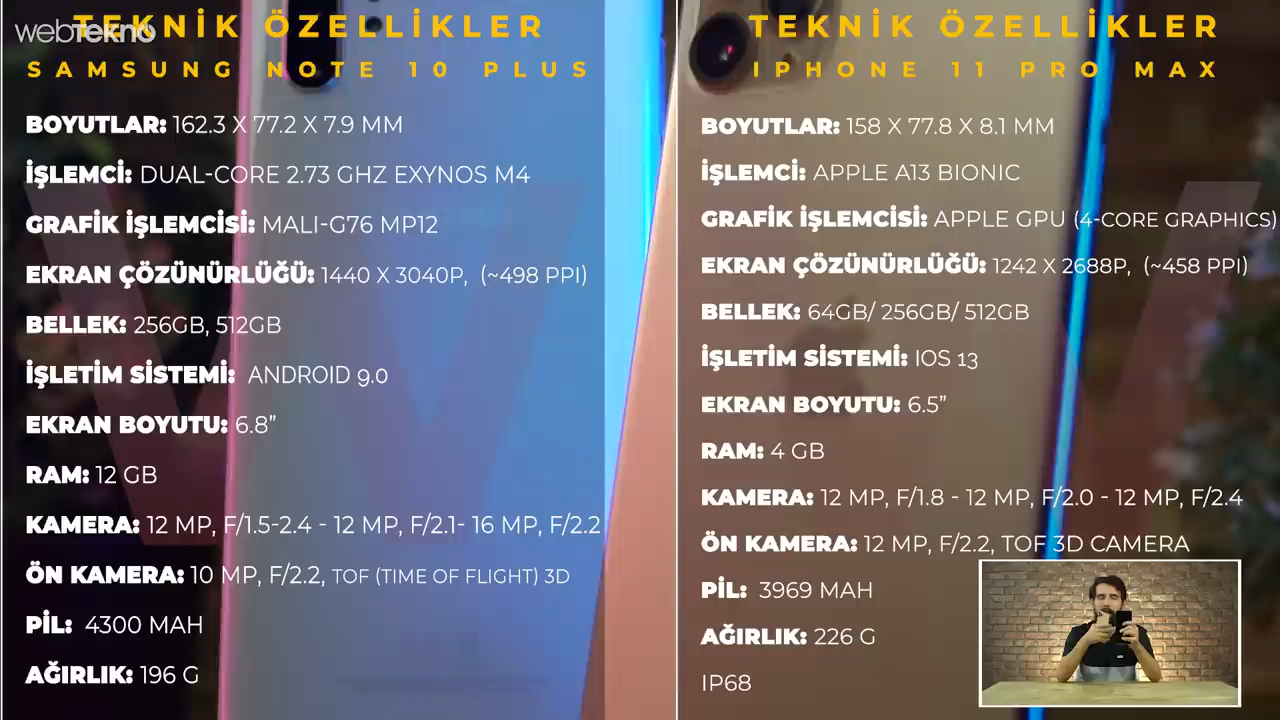 webTEKNO
TEKNİK ÖZELLİKLER
SAMSUNG NOTE 10 PLUS
BOYUTLAR: 162.3 X 77.2 X 7.9 MM
İŞLEMCİ: DUAL-CORE 2.73 GHZ EXYNOS M4
GRAFİK İŞLEMCİSİ: MALI-G76 MP12
EKRAN ÇÖZÜNÜRLÜĞÜ: 1440 X 3040P, (~498 PPI)
BELLEK: 256GB, 512GB
İŞLETİM SİSTEMİ: ANDROID 9.0
EKRAN BOYUTU: 6.8”
RAM: 12 GB
KAMERA: 12 MP, F/1.5-2.4 - 12 MP, F/2.1- 16 MP, F/2.2
ÖN KAMERA: 10 MP, F/2.2, TOF (TIME OF FLIGHT) 3D
PİL: 4300 MAH
AĞIRLIK: 196 G
TEKNİK ÖZELLİKLER
IPHONE 11 PRO MAX
BOYUTLAR: 158 X 77.8 X 8.1 MM
İŞLEMCİ: APPLE A13 BIONIC
GRAFİK İŞLEMCİSİ: APPLE GPU (4-CORE GRAPHICS)
EKRAN ÇÖZÜNÜRLÜĞÜ: 1242 X 2688P, (~458 PPI)
BELLEK: 64GB/ 256GB/ 512GB
İŞLETİM SİSTEMİ: IOS 13
EKRAN BOYUTU: 6.5”
RAM: 4 GB
KAMERA: 12 MP, F/1.8 - 12 MP, F/2.0 - 12 MP, F/2.4
ÖN KAMERA: 12 MP, F/2.2, TOF 3D CAMERA
PİL: 3969 MAH
AĞIRLIK: 226 G
IP68